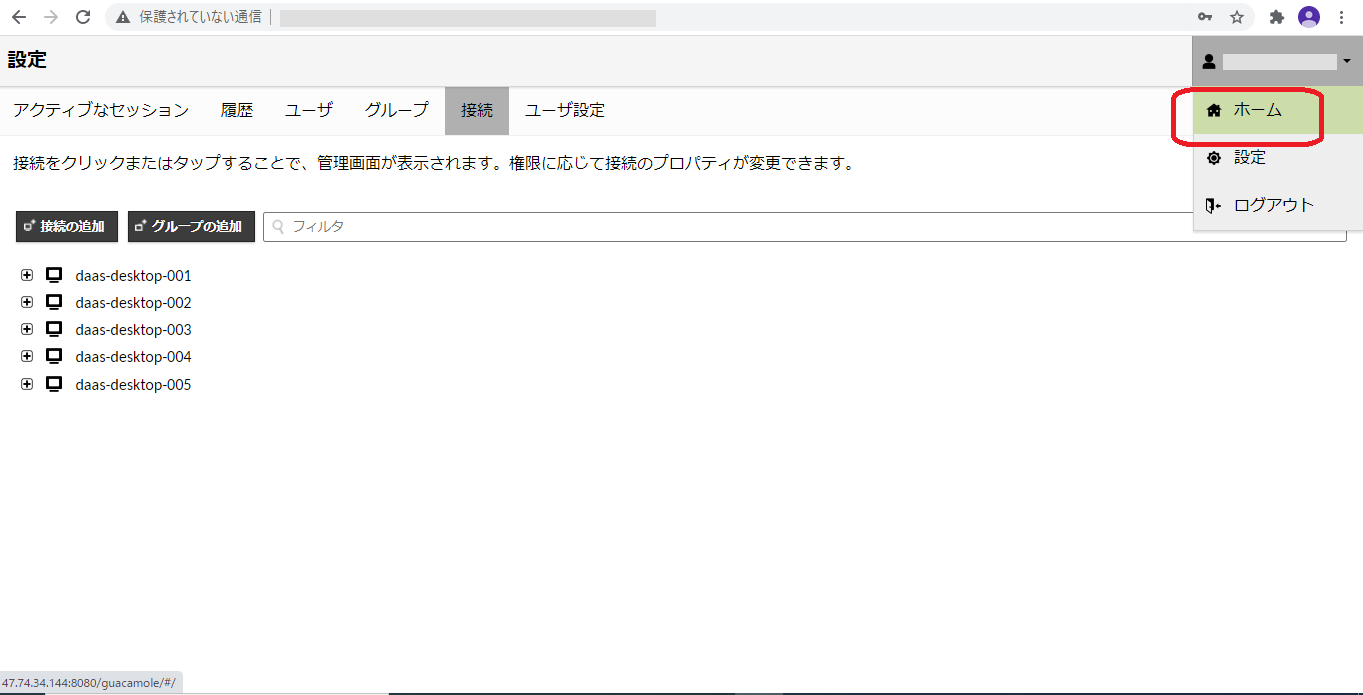 保護されていない通信
設定
アクティブなセッション 履歴 ユーザ グループ 接続 ユーザ設定
ホーム
設定
ログアウト
接続をクリックまたはタップすることで、管理画面が表示されます。権限に応じて接続のプロパティが変更できます。
接続の追加 グループの追加 フィルタ
daas-desktop-001
daas-desktop-002
daas-desktop-003
daas-desktop-004
daas-desktop-005
47.74.34.144:8080/guacamole/#/